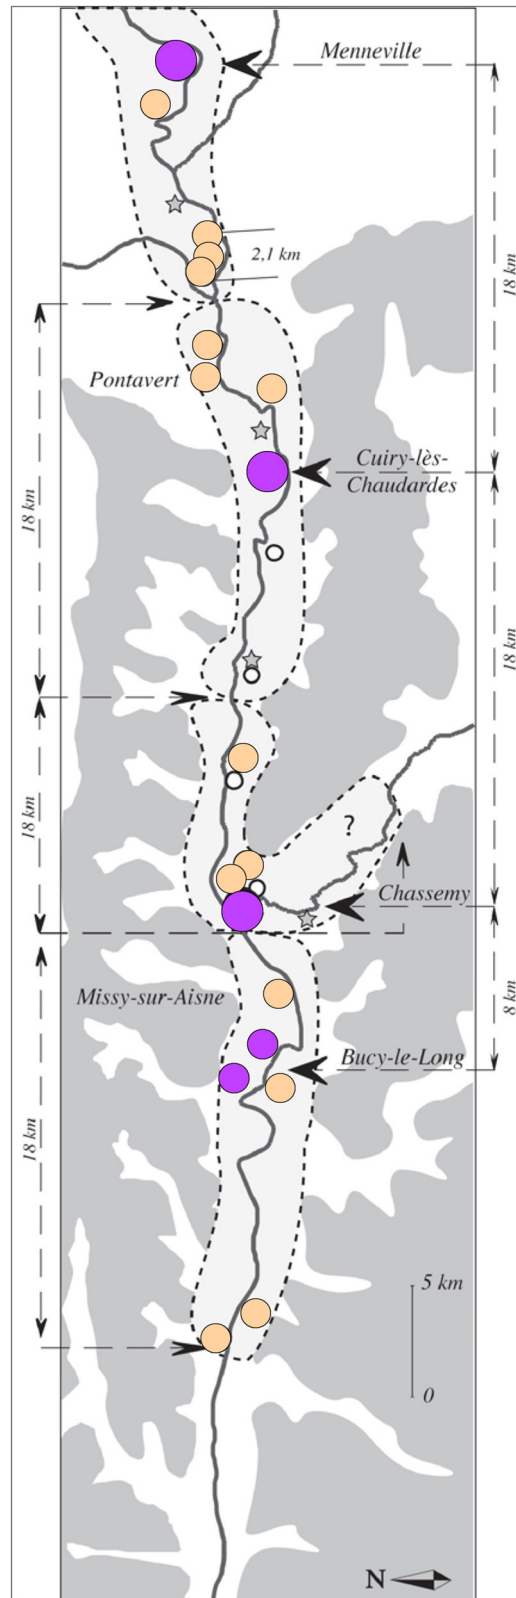 Menneville
2,1 km
18 km
Pontavert
Cuiry-lès-
Chaudardes
18 km
18 km
18 km
?
Chassemy
Missy-sur-Aisne
8 km
Bucy-le-Long
18 km
5 km
0
N